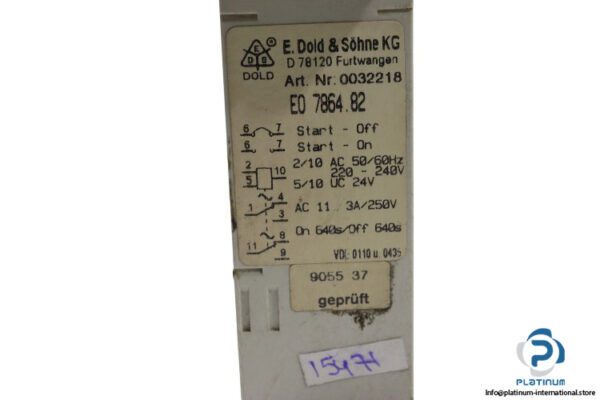 E. Dold & Söhne KG
D 78120 Furtwangen
DOLD
Art. Nr. 0032218
EO 7864.82
6 7 Start - Off
6 7 Start - On
2 10 2/10 AC 50/60Hz
220 - 240V
5 5/10 UC 24V
4
1 AC 11 3A/250V
3
8 On 640s/Off 640s
11
9 VDE 0110 u. 0435
9055 37
geprüft
15471
PLATINUM
info@platinum-international.store